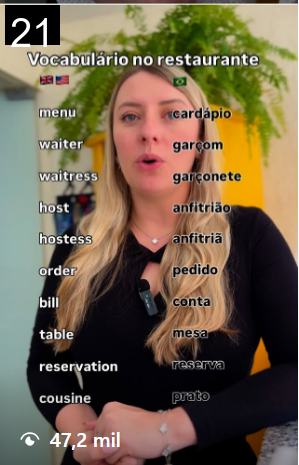 21
Vocabulário no restaurante
menu cardápio
waiter garçom
waitress garçonete
host anfitrião
hostess anfitriã
order pedido
bill conta
table mesa
reservation reserva
cousine prato
47,2 mil